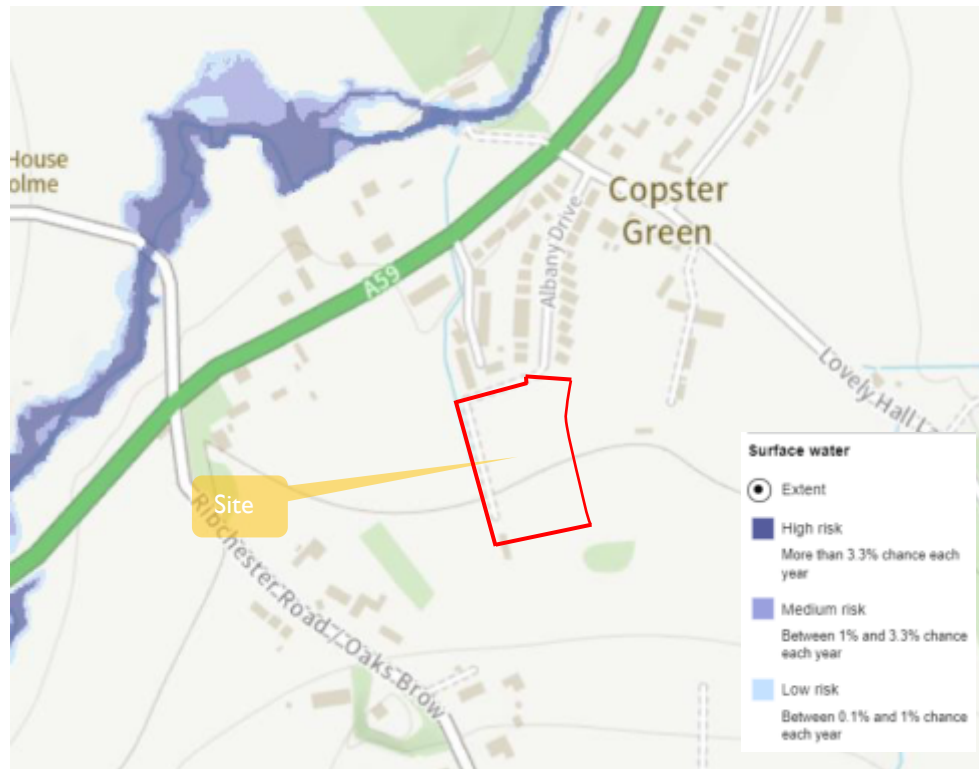 House
olme
Copster
Green
Albany Drive
A59
Lovely Hall La
Site
Ribchester Road / Oaks Brow
Surface water
Extent
High risk
More than 3.3% chance each
year
Medium risk
Between 1% and 3.3% chance
each year
Low risk
Between 0.1% and 1% chance
each year